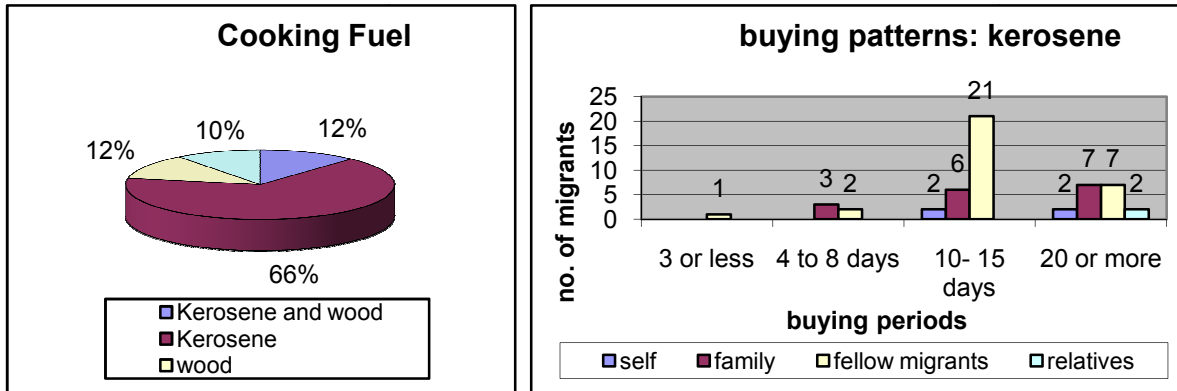 Cooking Fuel
10%
12%
12%
66%
Kerosene and wood
Kerosene
wood
buying patterns: kerosene
no. of migrants
25
20
15
10
5
0
1
3
2
2
6
21
2
7
7
2
3 or less
4 to 8 days
10- 15
days
20 or more
buying periods
self
family
fellow migrants
relatives